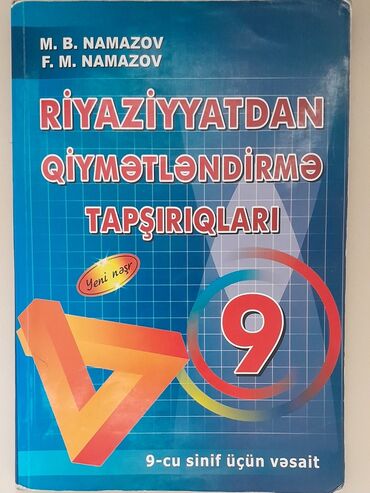 M. B. NAMAZOV
F. M. NAMAZOV
RİYAZİYYATDAN
QİYMƏTLƏNDİRMƏ
TAPŞIRIQLARI
Yeni nəşr
9
9-cu sinif üçün vəsait